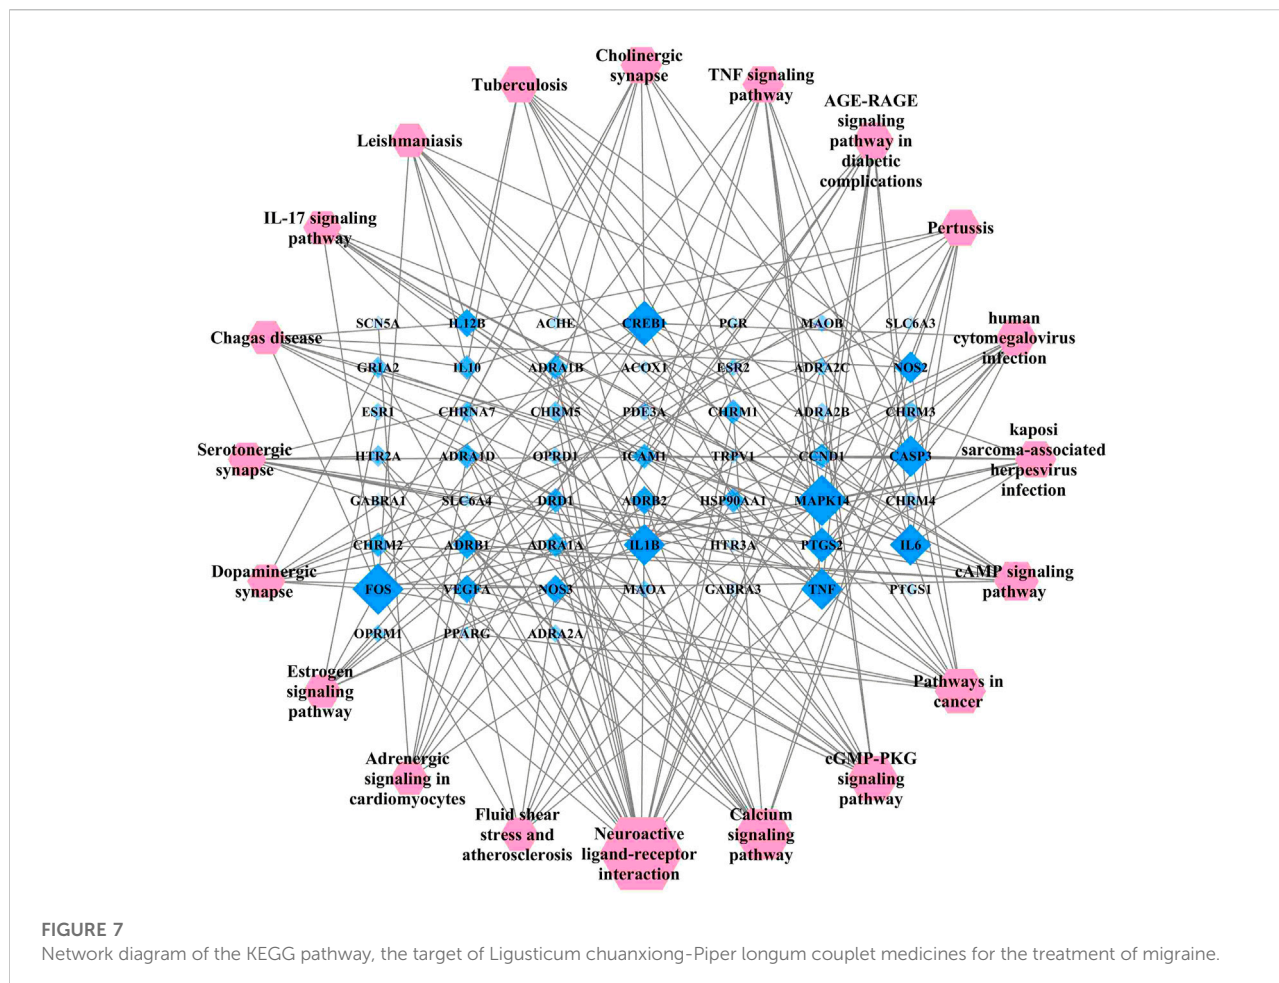 Cholinergic
synapse
Tuberculosis
TNF signaling
pathway
AGE-RAGE
signaling
pathway in
diabetic
complications
Leishmaniasis
IL-17 signaling
pathway
Pertussis
Chagas disease
human
cytomegalovirus
infection
SCN5A IL12B ACHE CREB1 PGR MAOB SLC6A3
GRIA2 IL10 ADRA1B ACOX1 ESR2 ADRA2C NOS2
ESR1 CHRNA7 CHRM5 PDE3A CHRM1 ADRA2B CHRM3
Serotonergic
synapse
kaposi
sarcoma-associated
herpesvirus
infection
HTR2A ADRA1D OPRD1 ICAM1 TRPV1 CCND1 CASP3
GABRA1 SLC6A4 DRD1 ADRB2 HSP90AA1 MAPK14 CHRM4
CHRM2 ADRB1 ADRA1A IL1B HTR3A PTGS2 IL6
Dopaminergic
synapse
cAMP signaling
pathway
FOS VEGFA NOS3 MAOA GABRA3 TNF PTGS1
OPRM1 PPARG ADRA2A
Estrogen
signaling
pathway
Pathways in
cancer
Adrenergic
signaling in
cardiomyocytes
cGMP-PKG
signaling
pathway
Fluid shear
stress and
atherosclerosis
Neuroactive
ligand-receptor
interaction
Calcium
signaling
pathway
FIGURE 7
Network diagram of the KEGG pathway, the target of Ligusticum chuanxiong-Piper longum couplet medicines for the treatment of migraine.